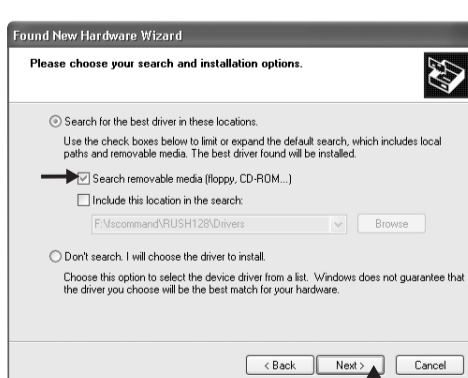 Found New Hardware Wizard
Please choose your search and installation options.
Search for the best driver in these locations.
Use the check boxes below to limit or expand the default search, which includes local
paths and removable media. The best driver found will be installed.
Search removable media (floppy, CD-ROM...)
Include this location in the search:
F:\fscommand\RUSH128\Drivers
Browse
Don't search. I will choose the driver to install.
Choose this option to select the device driver from a list. Windows does not guarantee that
the driver you choose will be the best match for your hardware.
< Back
Next >
Cancel